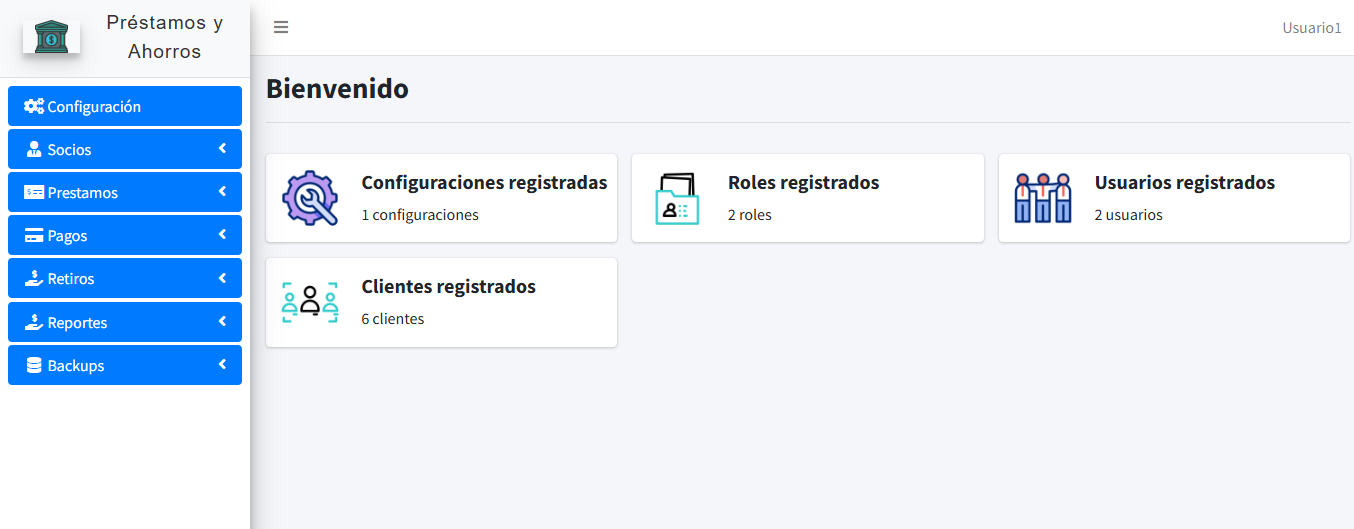 Préstamos y
Ahorros
Usuario1
Configuración
Socios
Prestamos
Pagos
Retiros
Reportes
Backups
Bienvenido
Configuraciones registradas
1 configuraciones
Roles registrados
2 roles
Usuarios registrados
2 usuarios
Clientes registrados
6 clientes